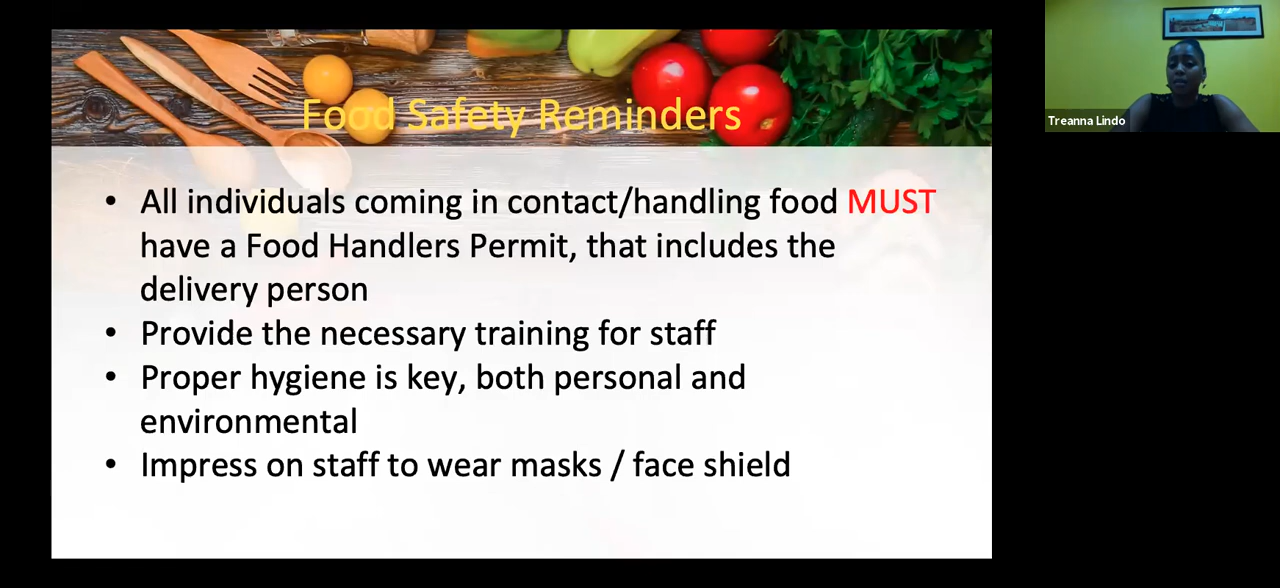 Food Safety Reminders
• All individuals coming in contact/handling food MUST
have a Food Handlers Permit, that includes the
delivery person
• Provide the necessary training for staff
• Proper hygiene is key, both personal and
environmental
• Impress on staff to wear masks / face shield
Treanna Lindo